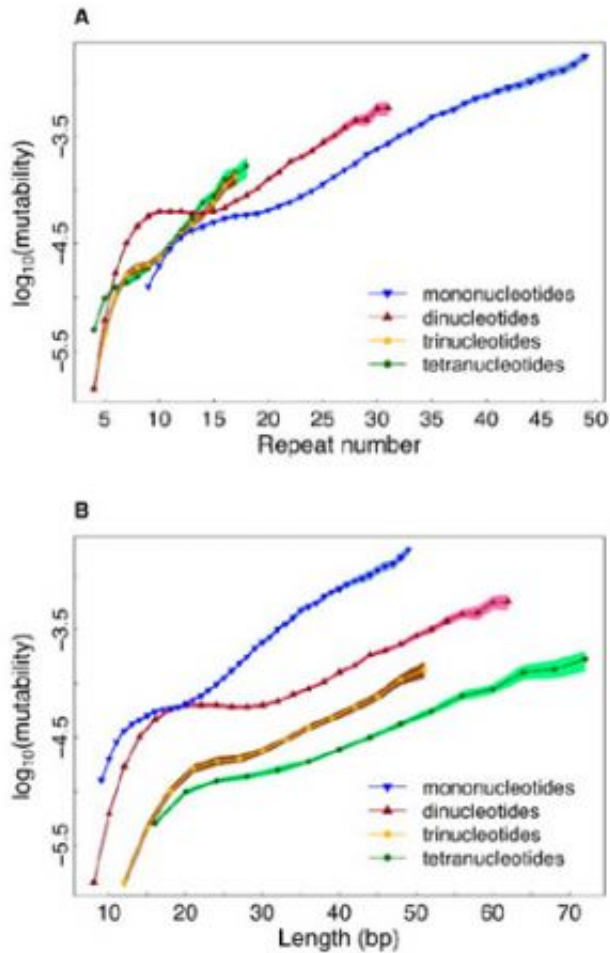 A
log10(mutability)
-3.5
-4.5
-5.5
mononucleotides
dinucleotides
trinucleotides
tetranucleotides
5 10 15 20 25 30 35 40 45 50
Repeat number
B
log10(mutability)
-3.5
-4.5
-5.5
mononucleotides
dinucleotides
trinucleotides
tetranucleotides
10 20 30 40 50 60 70
Length (bp)